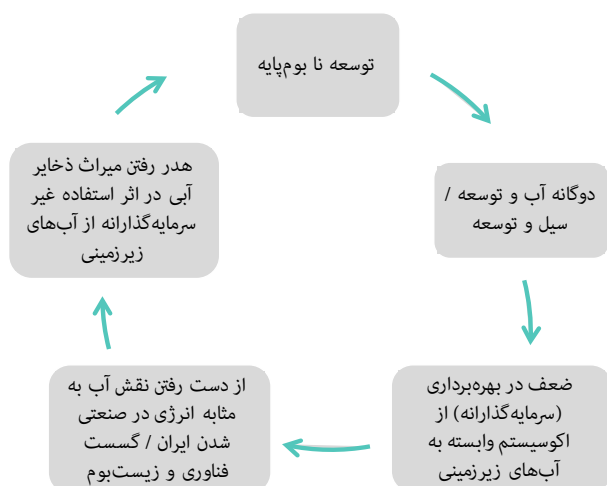 توسعه نا بوم‌پایه
دوگانه آب و توسعه /
سیل و توسعه
ضعف در بهره‌برداری
(سرمایه‌گذارانه) از
اکوسیستم وابسته به
آب‌های زیرزمینی
از دست رفتن نقش آب به
مثابه انرژی در صنعتی
شدن ایران / گسست
فناوری و زیست‌بوم
هدر رفتن میراث ذخایر
آبی در اثر استفاده غیر
سرمایه‌گذارانه از آب‌های
زیرزمینی